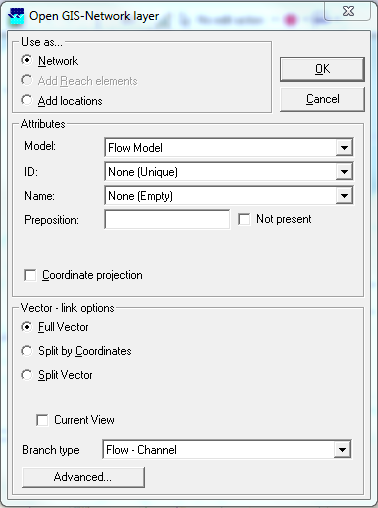 Open GIS-Network layer
Use as...
Network
Add Reach elements
Add locations
OK
Cancel
Attributes
Model: Flow Model
ID: None (Unique)
Name: None (Empty)
Preposition: Not present
Coordinate projection
Vector - link options
Full Vector
Split by Coordinates
Split Vector
Current View
Branch type Flow - Channel
Advanced...